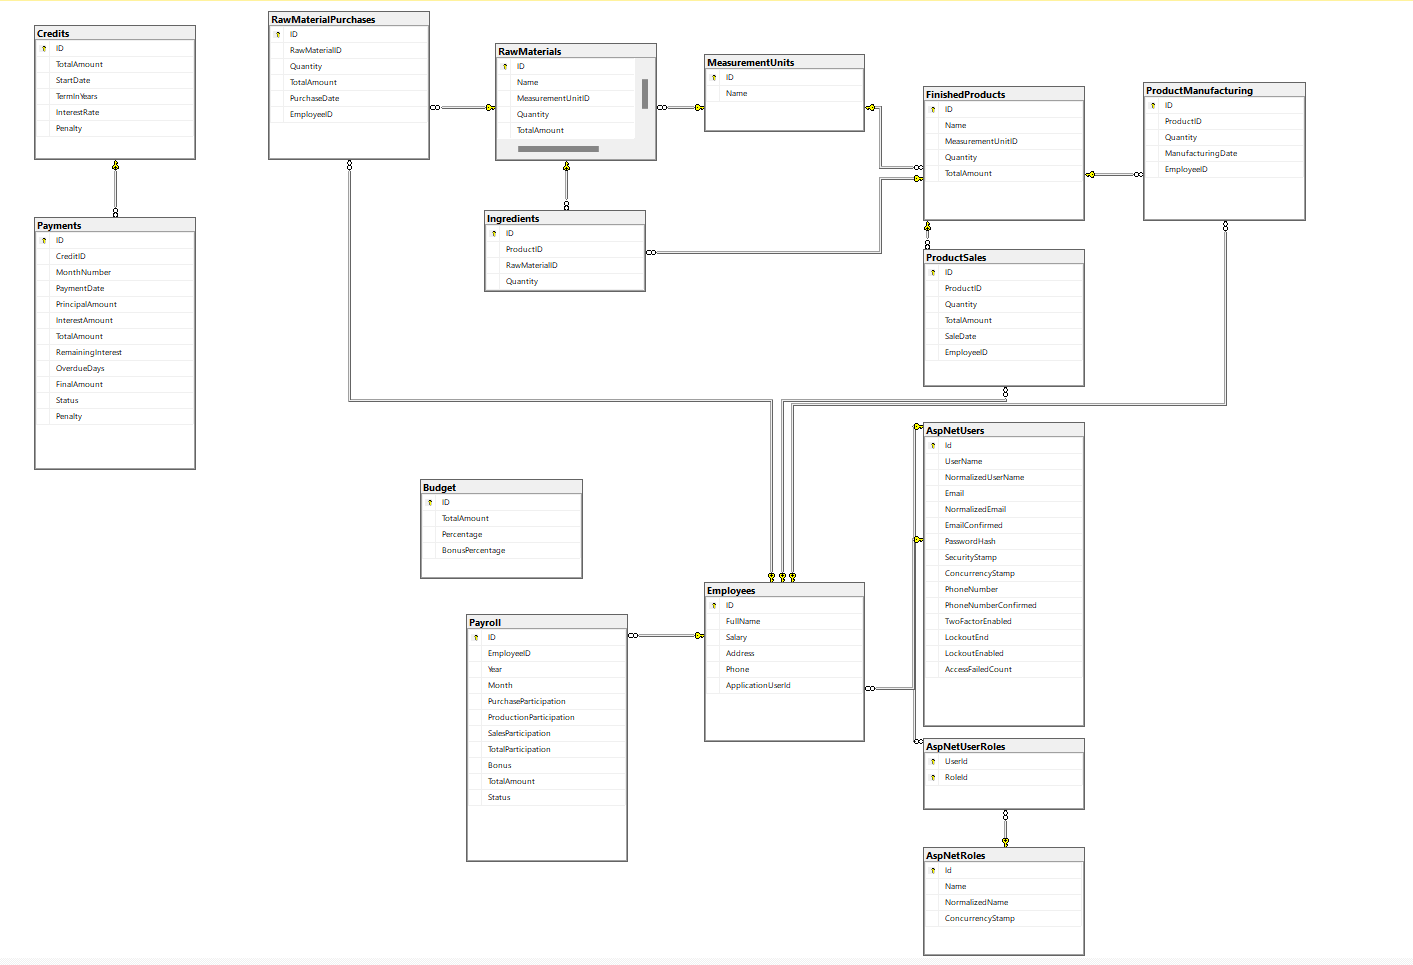 Credits
ID
TotalAmount
StartDate
TermInYears
InterestRate
Penalty
Payments
ID
CreditID
MonthNumber
PaymentDate
PrincipalAmount
InterestAmount
TotalAmount
RemainingInterest
OverdueDays
FinalAmount
Status
Penalty
RawMaterialPurchases
ID
RawMaterialID
Quantity
TotalAmount
PurchaseDate
EmployeeID
RawMaterials
ID
Name
MeasurementUnitID
Quantity
TotalAmount
Ingredients
ID
ProductID
RawMaterialID
Quantity
MeasurementUnits
ID
Name
FinishedProducts
ID
Name
MeasurementUnitID
Quantity
TotalAmount
ProductManufacturing
ID
ProductID
Quantity
ManufacturingDate
EmployeeID
ProductSales
ID
ProductID
Quantity
TotalAmount
SaleDate
EmployeeID
Budget
ID
TotalAmount
Percentage
BonusPercentage
Payroll
ID
EmployeeID
Year
Month
PurchaseParticipation
ProductionParticipation
SalesParticipation
TotalParticipation
Bonus
TotalAmount
Status
Employees
ID
FullName
Salary
Address
Phone
ApplicationUserId
AspNetUsers
Id
UserName
NormalizedUserName
Email
NormalizedEmail
EmailConfirmed
PasswordHash
SecurityStamp
ConcurrencyStamp
PhoneNumber
PhoneNumberConfirmed
TwoFactorEnabled
LockoutEnd
LockoutEnabled
AccessFailedCount
AspNetUserRoles
UserId
RoleId
AspNetRoles
Id
Name
NormalizedName
ConcurrencyStamp